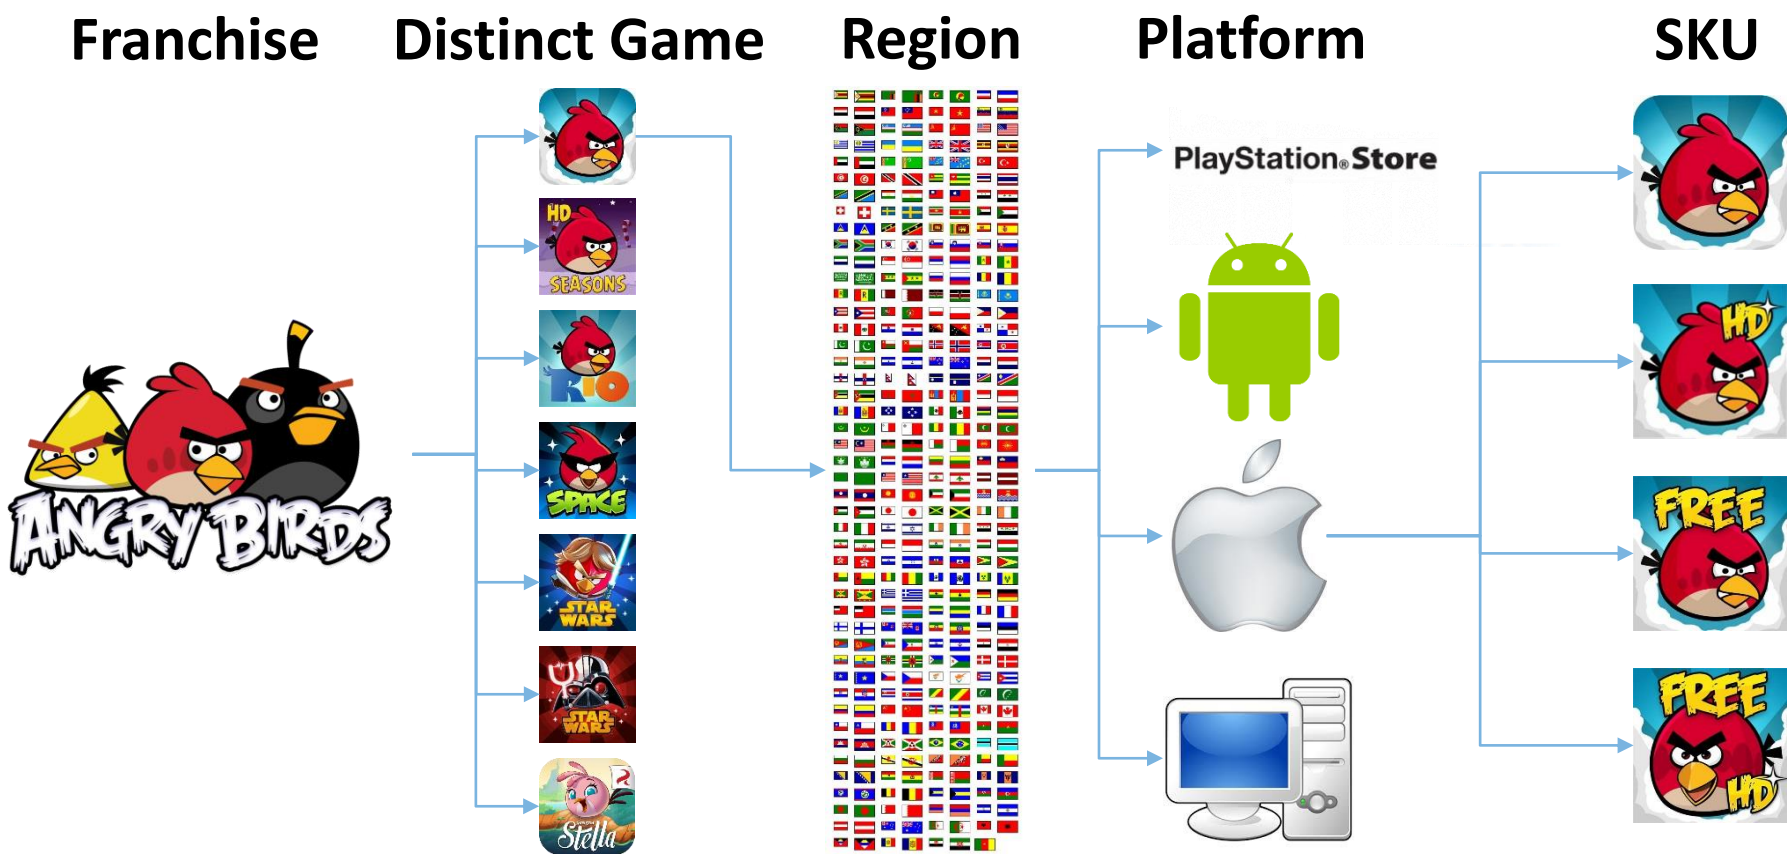 Franchise
Distinct Game
Region
Platform
SKU
HD
SEASONS
RIO
SPACE
STAR
WARS
STAR
WARS
Stella
ANGRY BIRDS
PlayStation® Store
HD
FREE
FREE
HD